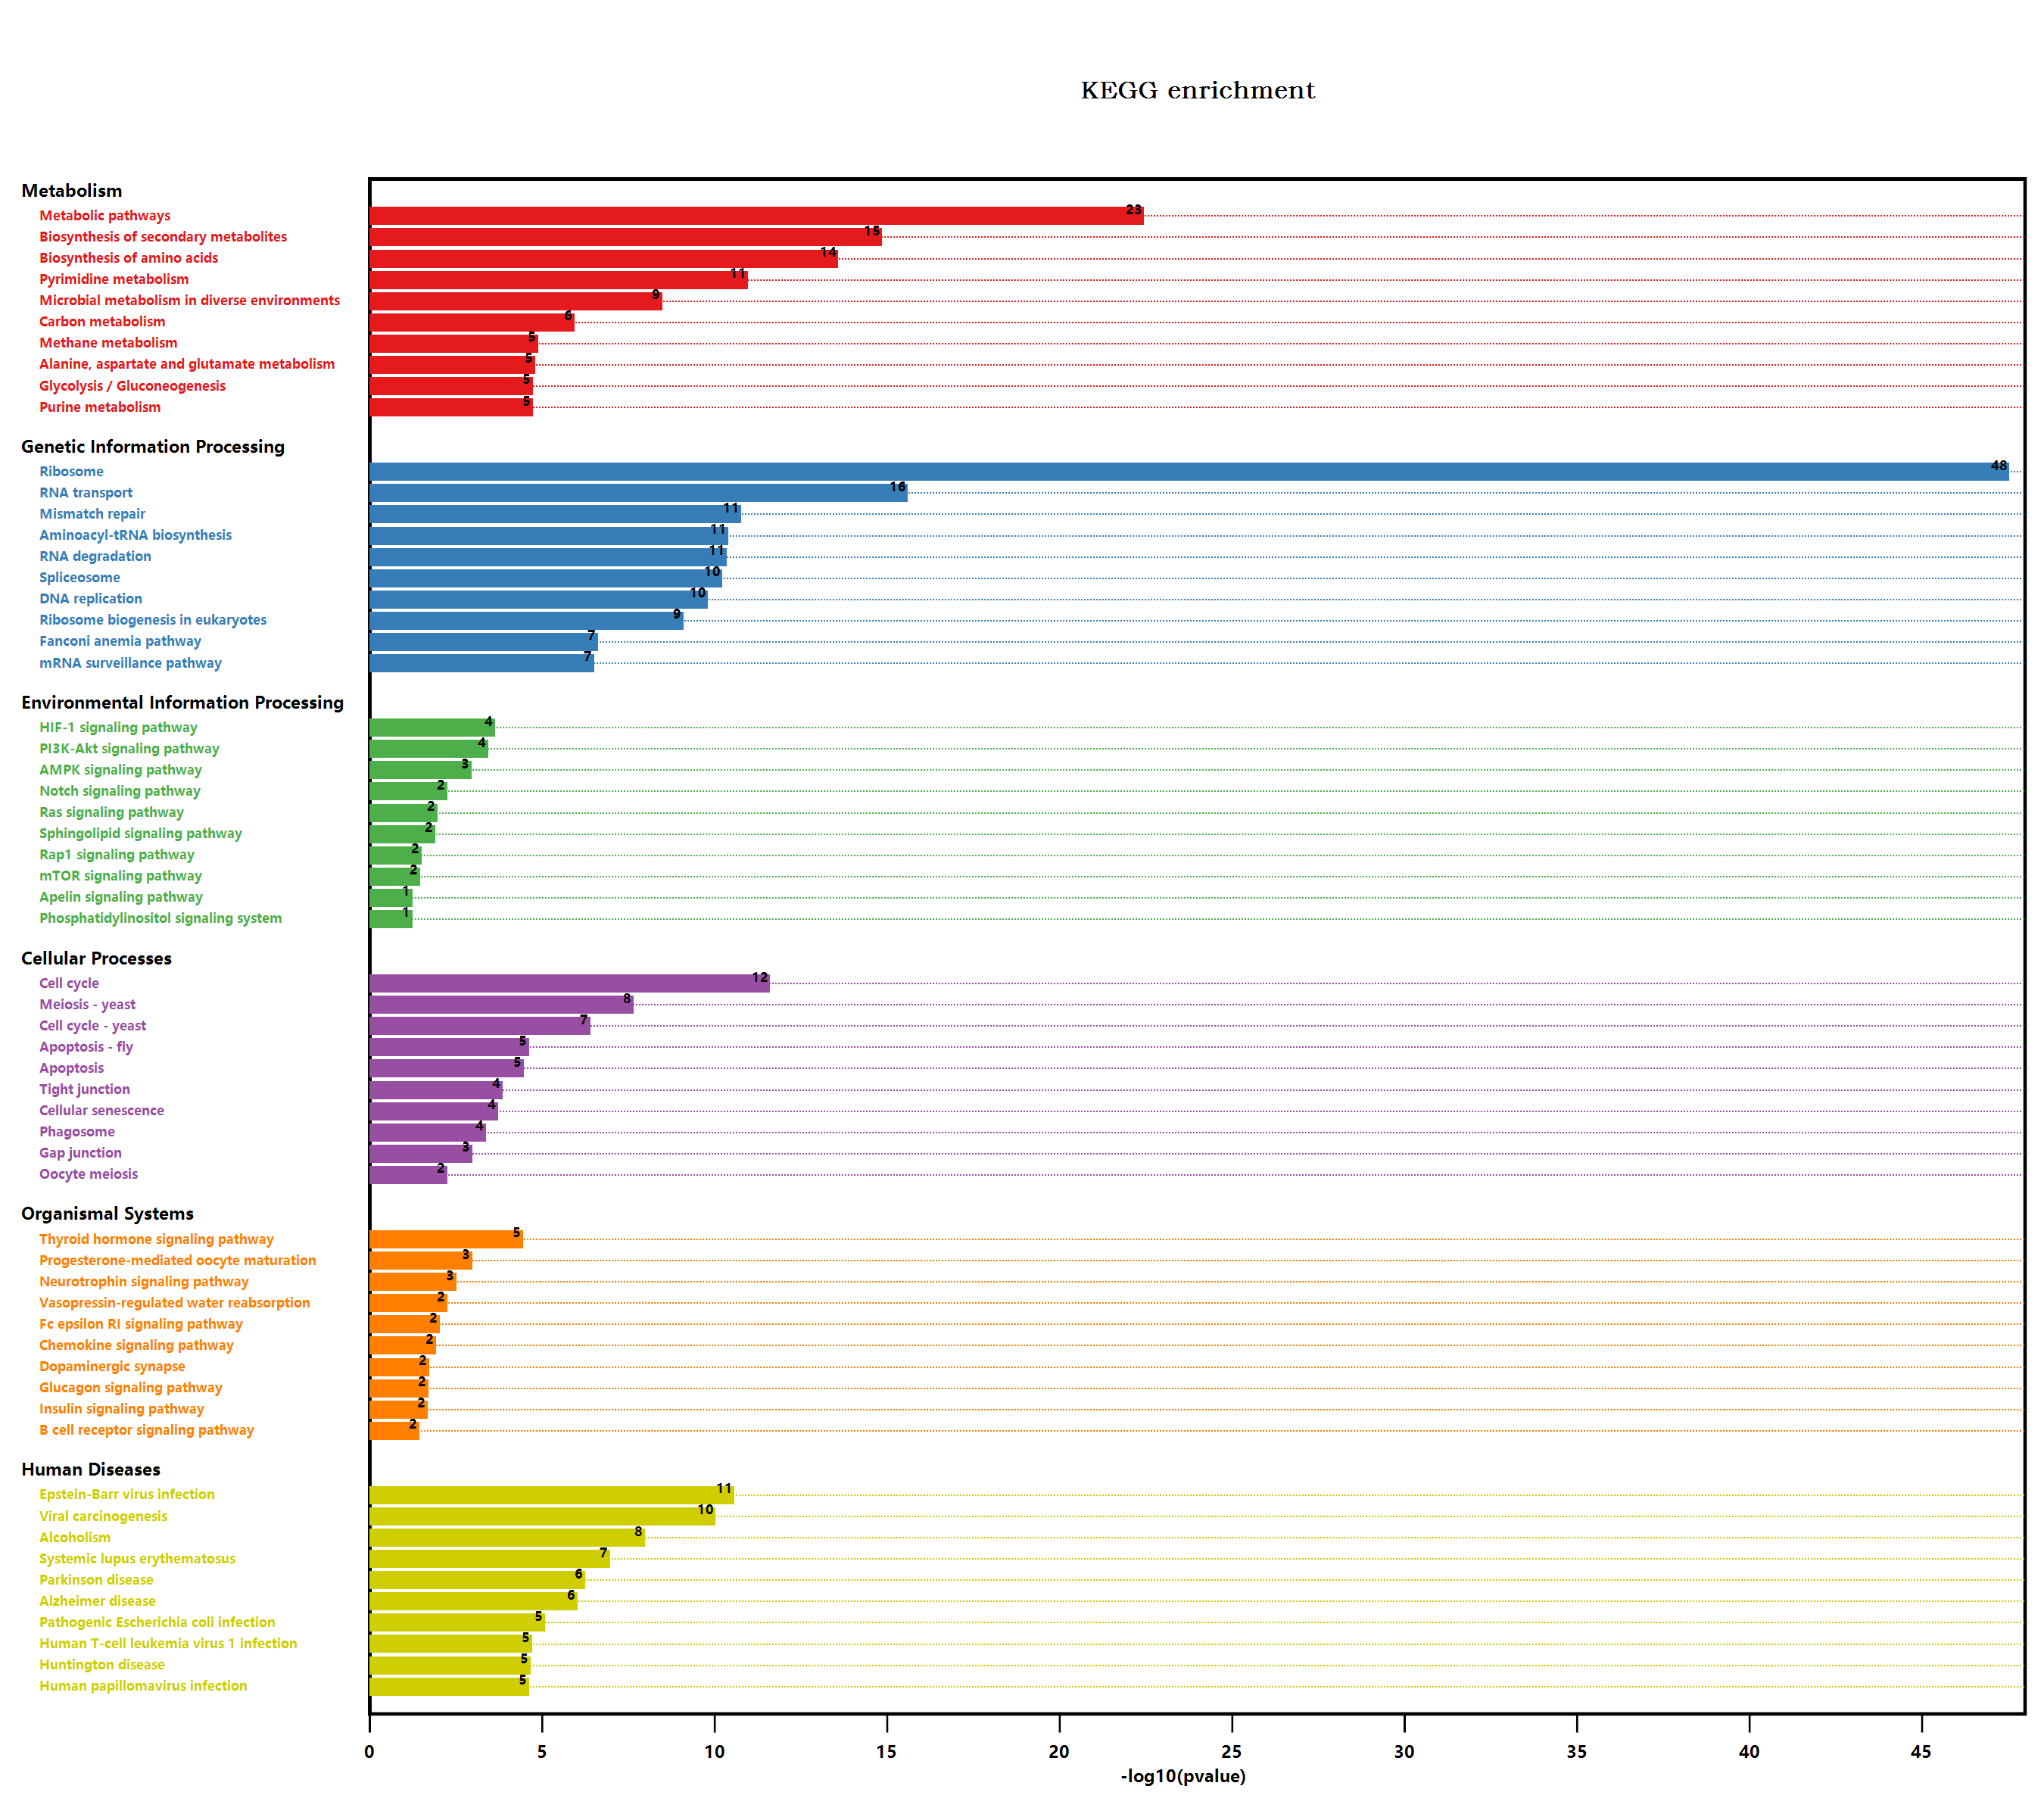 KEGG enrichment
Metabolism
Metabolic pathways 23
Biosynthesis of secondary metabolites 15
Biosynthesis of amino acids 14
Pyrimidine metabolism 11
Microbial metabolism in diverse environments 9
Carbon metabolism 6
Methane metabolism 5
Alanine, aspartate and glutamate metabolism 5
Glycolysis / Gluconeogenesis 5
Purine metabolism 5
Genetic Information Processing
Ribosome 48
RNA transport 16
Mismatch repair 11
Aminoacyl-tRNA biosynthesis 11
RNA degradation 11
Spliceosome 10
DNA replication 10
Ribosome biogenesis in eukaryotes 9
Fanconi anemia pathway 7
mRNA surveillance pathway 7
Environmental Information Processing
HIF-1 signaling pathway 4
PI3K-Akt signaling pathway 4
AMPK signaling pathway 3
Notch signaling pathway 2
Ras signaling pathway 2
Sphingolipid signaling pathway 2
Rap1 signaling pathway 2
mTOR signaling pathway 2
Apelin signaling pathway 1
Phosphatidylinositol signaling system 1
Cellular Processes
Cell cycle 12
Meiosis - yeast 8
Cell cycle - yeast 7
Apoptosis - fly 5
Apoptosis 5
Tight junction 4
Cellular senescence 4
Phagosome 4
Gap junction 3
Oocyte meiosis 2
Organismal Systems
Thyroid hormone signaling pathway 5
Progesterone-mediated oocyte maturation 3
Neurotrophin signaling pathway 3
Vasopressin-regulated water reabsorption 2
Fc epsilon RI signaling pathway 2
Chemokine signaling pathway 2
Dopaminergic synapse 2
Glucagon signaling pathway 2
Insulin signaling pathway 2
B cell receptor signaling pathway 2
Human Diseases
Epstein-Barr virus infection 11
Viral carcinogenesis 10
Alcoholism 8
Systemic lupus erythematosus 7
Parkinson disease 6
Alzheimer disease 6
Pathogenic Escherichia coli infection 5
Human T-cell leukemia virus 1 infection 5
Huntington disease 5
Human papillomavirus infection 5
0 5 10 15 20 25 30 35 40 45
-log10(pvalue)